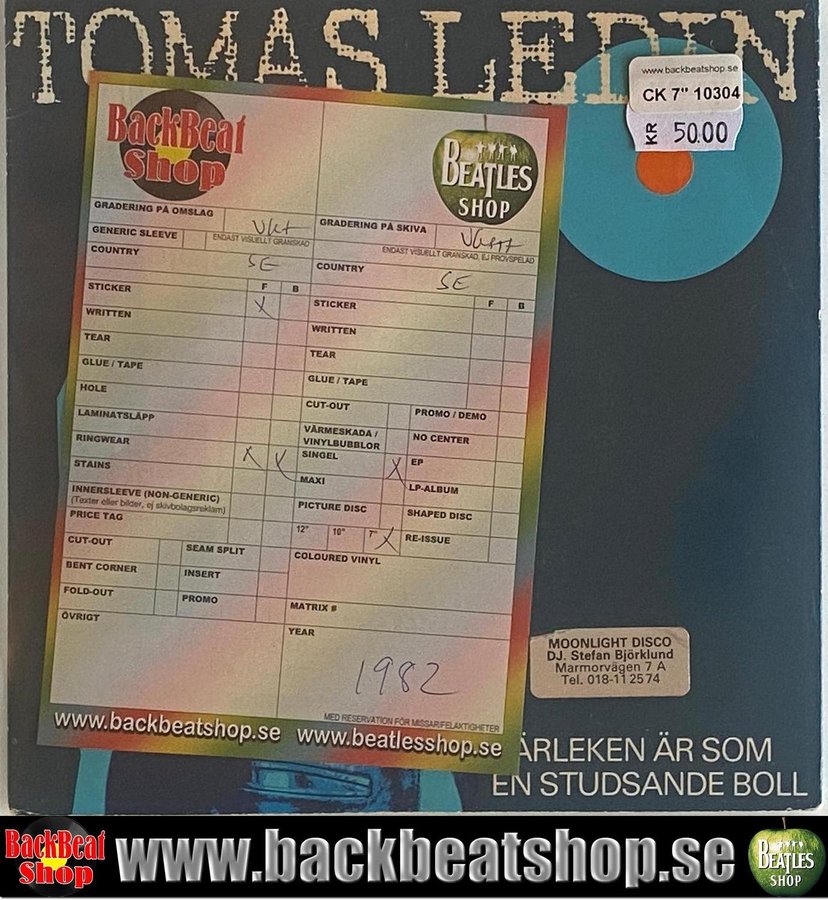 TOMAS LEDIN
www.backbeatshop.se
CK 7" 10304
KR 50.00
BackBeat
Shop
BEATLES
SHOP
GRADERING PÅ OMSLAG
GENERIC SLEEVE
ENDAST VISUELLT GRANSKAD
COUNTRY
SE
STICKER
F
B
X
WRITTEN
TEAR
GLUE / TAPE
HOLE
LAMINATSLÄPP
RINGWEAR
X X
STAINS
INNERSLEEVE (NON-GENERIC)
(Texter eller bilder, ej skivbolagsreklam)
PRICE TAG
CUT-OUT
SEAM SPLIT
BENT CORNER
INSERT
FOLD-OUT
PROMO
ÖVRIGT
GRADERING PÅ SKIVA
ENDAST VISUELLT GRANSKAD, EJ PROVSPELAD
COUNTRY
SE
STICKER
F
B
WRITTEN
TEAR
GLUE / TAPE
CUT-OUT
PROMO / DEMO
VÄRMESKADA /
VINYLBUBBLOR
NO CENTER
SINGEL
X
EP
MAXI
LP-ALBUM
PICTURE DISC
SHAPED DISC
12"
10"
7" X
RE-ISSUE
COLOURED VINYL
MATRIX #
YEAR
1982
MED RESERVATION FÖR MISSAR/FELAKTIGHETER
www.backbeatshop.se
www.beatlesshop.se
MOONLIGHT DISCO
DJ. Stefan Björklund
Marmorvägen 7 A
Tel. 018-11 25 74
ÄRLEKEN ÄR SOM
EN STUDSANDE BOLL
BackBeat
Shop
www.backbeatshop.se
BEATLES
SHOP